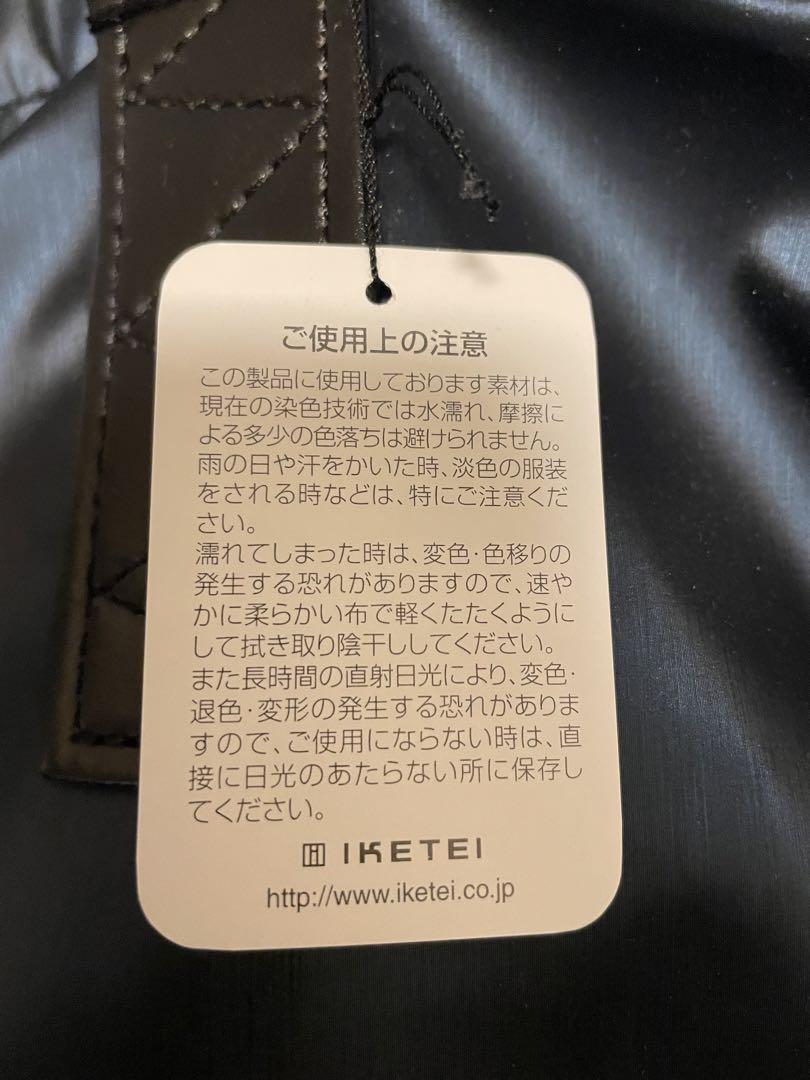 ご使用上の注意
この製品に使用しております素材は、
現在の染色技術では水濡れ、摩擦に
よる多少の色落ちは避けられません。
雨の日や汗をかいた時、淡色の服装
をされる時などは、特にご注意くだ
さい。
濡れてしまった時は、変色・色移りの
発生する恐れがありますので、速や
かに柔らかい布で軽くたたくように
して拭き取り陰干ししてください。
また長時間の直射日光により、変色・
退色・変形の発生する恐れがありま
すので、ご使用にならない時は、直
接に日光のあたらない所に保存し
てください。
IKETEI
http://www.iketei.co.jp